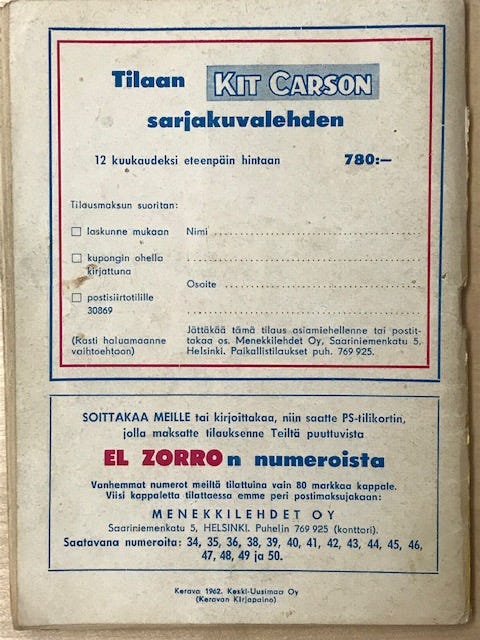 Tilaan KIT CARSON
sarjakuvalehden
12 kuukaudeksi eteenpäin hintaan 780:—
Tilausmaksun suoritan:
laskunne mukaan
Nimi
kupongin ohella
kirjattuna
Osoite
postisiirtotilille
30869
(Rasti haluamaanne
vaihtoehtoon)
Jättäkää tämä tilaus asiamiehellenne tai postit-
takaa os. Menekkilehdet Oy, Saariniemenkatu 5,
Helsinki. Paikallistilaukset puh. 769 925.
SOITTAKAA MEILLE tai kirjoittakaa, niin saatte PS-tilikortin,
jolla maksatte tilauksenne Teiltä puuttuvista
EL ZORRO n numeroista
Vanhemmat numerot meiltä tilattuina vain 80 markkaa kappale.
Viisi kappaletta tilattaessa emme peri postimaksujakaan:
MENEKKILEHDET OY
Saariniemenkatu 5, HELSINKI. Puhelin 769 925 (konttori).
Saatavana numeroita: 34, 35, 36, 38, 39, 40, 41, 42, 43, 44, 45, 46,
47, 48, 49 ja 50.
Kerava 1962. Keski-Uusimaa Oy
(Keravan Kirjapaino)